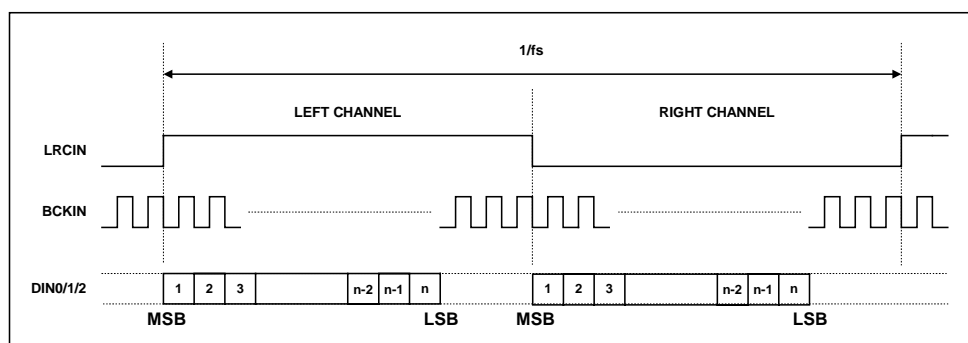 1/fs
LEFT CHANNEL RIGHT CHANNEL
LRCIN
BCKIN
DIN0/1/2 1 2 3 n-2 n-1 n 1 2 3 n-2 n-1 n
MSB LSB MSB LSB